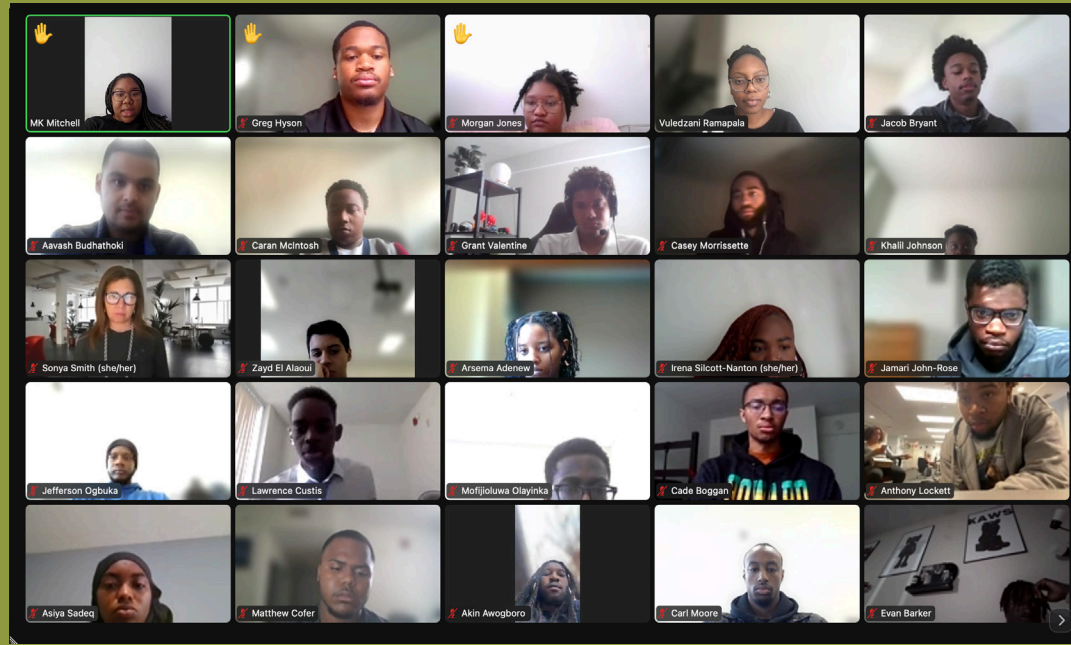 MK Mitchell
Greg Hyson
Morgan Jones
Vuledzani Ramapala
Jacob Bryant
Aavash Budhathoki
Caran McIntosh
Grant Valentine
Casey Morrissette
Khalil Johnson
Sonya Smith (she/her)
Zayd El Alaoui
Arsema Adenew
Irena Silcott-Nanton (she/her)
Jamari John-Rose
Jefferson Ogbuka
Lawrence Custis
Mofijioluwa Olayinka
Cade Boggan
Anthony Lockett
KAWS
Asiya Sadeq
Matthew Cofer
Akin Awogboro
Carl Moore
Evan Barker